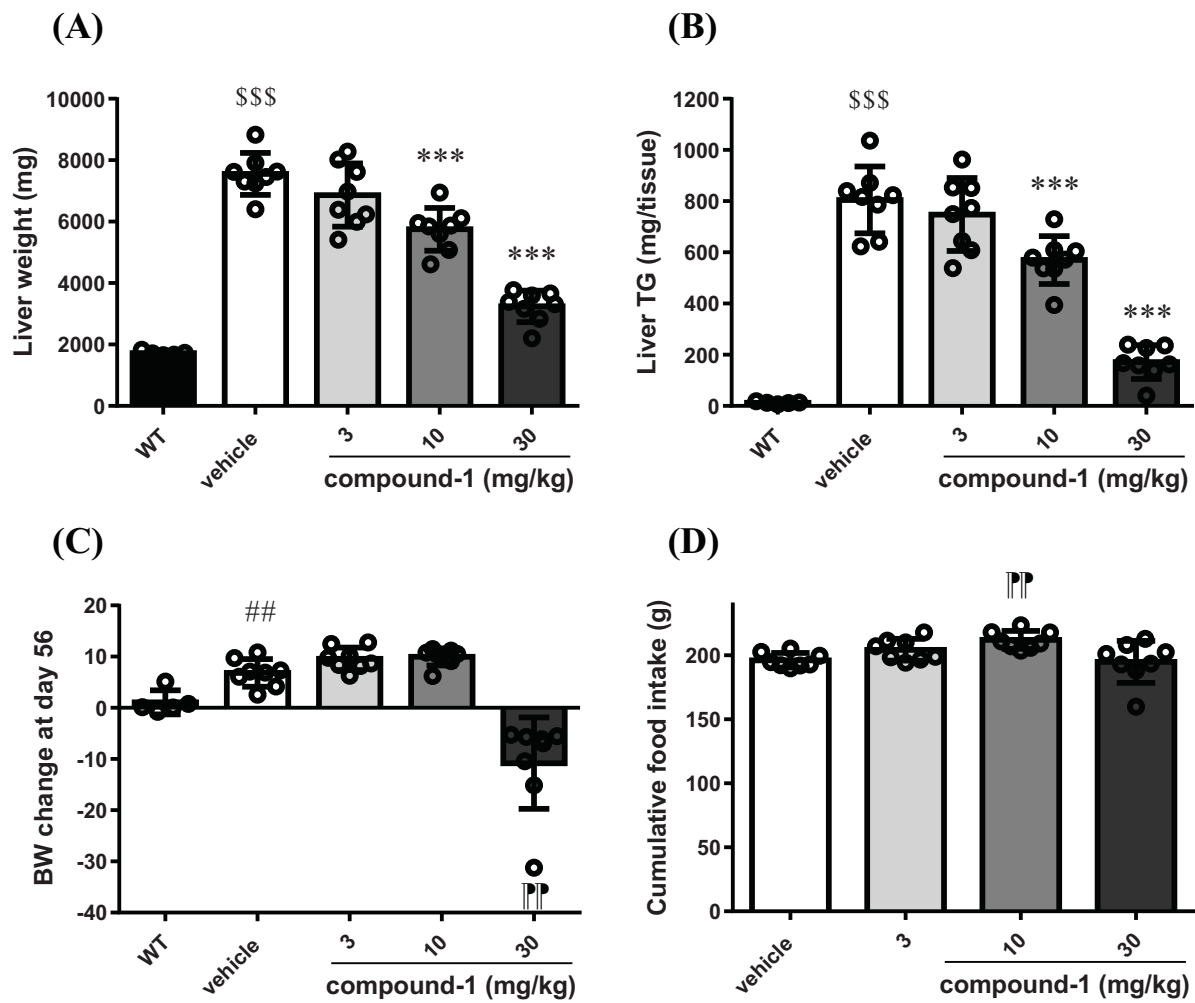 (A)
Liver weight (mg)
10000
8000
6000
4000
2000
0
$$$
***
***
WT
vehicle
3
10
30
compound-1 (mg/kg)
(B)
Liver TG (mg/tissue)
1200
1000
800
600
400
200
0
$$$
***
***
WT
vehicle
3
10
30
compound-1 (mg/kg)
(C)
BW change at day 56
20
10
0
-10
-20
-30
-40
##
¶¶
WT
vehicle
3
10
30
compound-1 (mg/kg)
(D)
Cumulative food intake (g)
200
150
100
50
0
¶¶
vehicle
3
10
30
compound-1 (mg/kg)